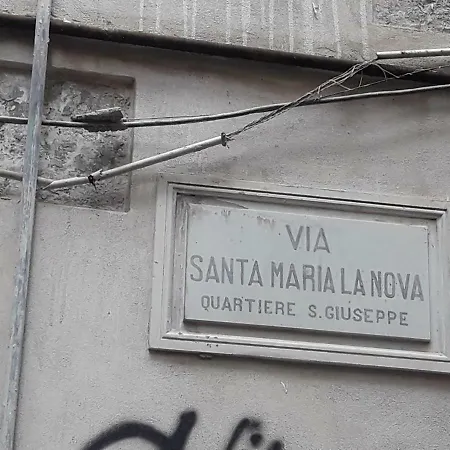 VIA
SANTA MARIA LA NOVA
QUARTIERE S. GIUSEPPE